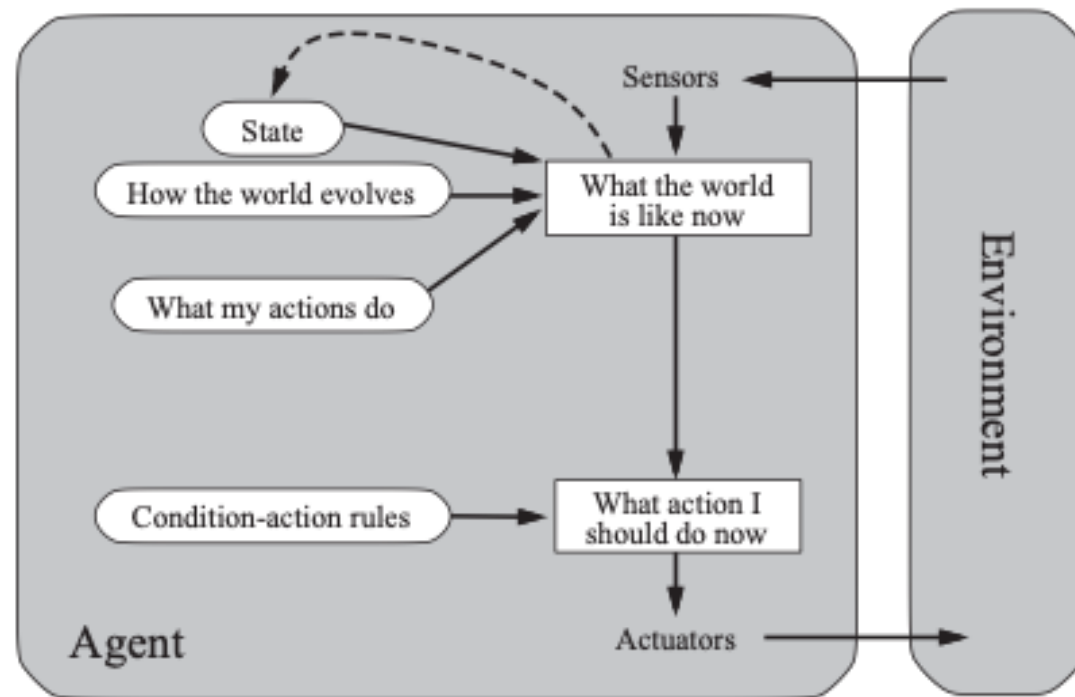 Sensors
State
How the world evolves
What the world
is like now
What my actions do
Condition-action rules
What action I
should do now
Agent
Actuators
Environment